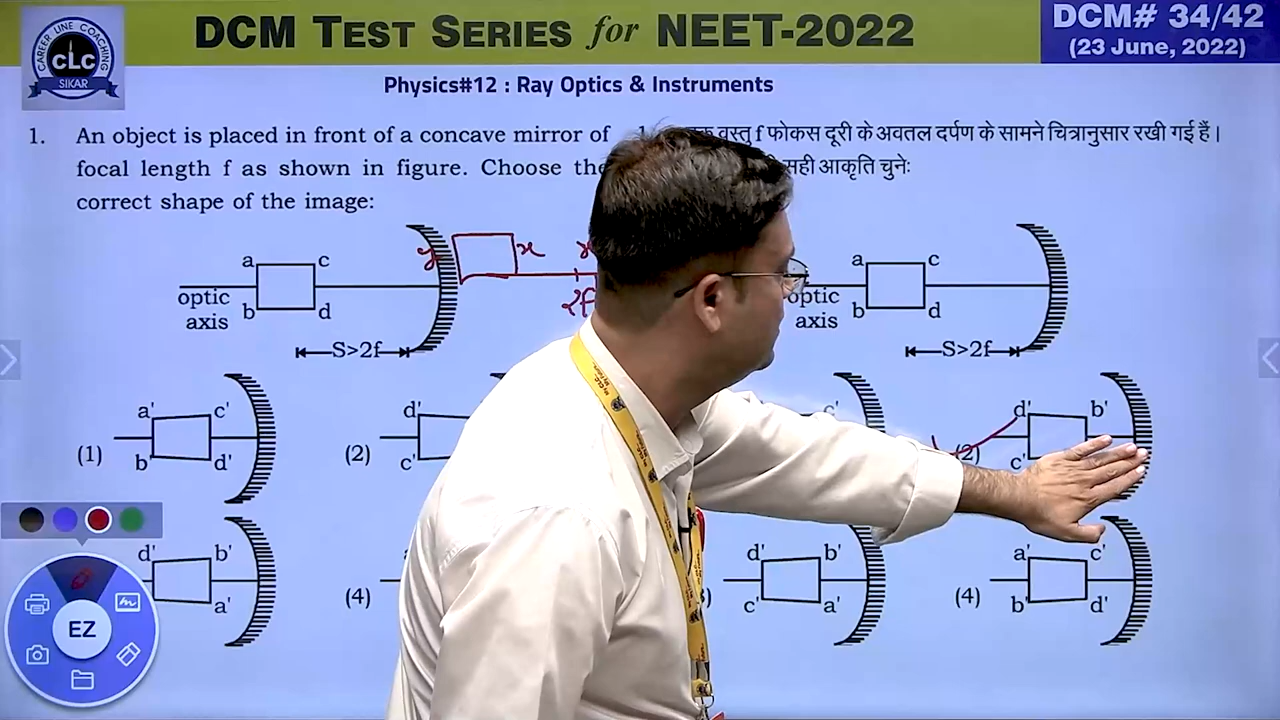 CAREER LINE COACHING
CLC
SIKAR
DCM TEST SERIES for NEET-2022
DCM# 34/42
(23 June, 2022)
Physics#12 : Ray Optics & Instruments
1. An object is placed in front of a concave mirror of
focal length f as shown in figure. Choose the
correct shape of the image:
वस्तु f फोकस दूरी के अवतल दर्पण के सामने चित्रानुसार रखी गई हैं।
सही आकृति चुनेः
a c
b d
optic
axis
S>2f
x
2f
a c
b d
optic
axis
S>2f
(1) a' c'
b' d'
(2) d'
c'
c'
(2) d' b'
c'
d' b'
a'
(4)
d' b'
c' a'
(4) a' c'
b' d'
EZ